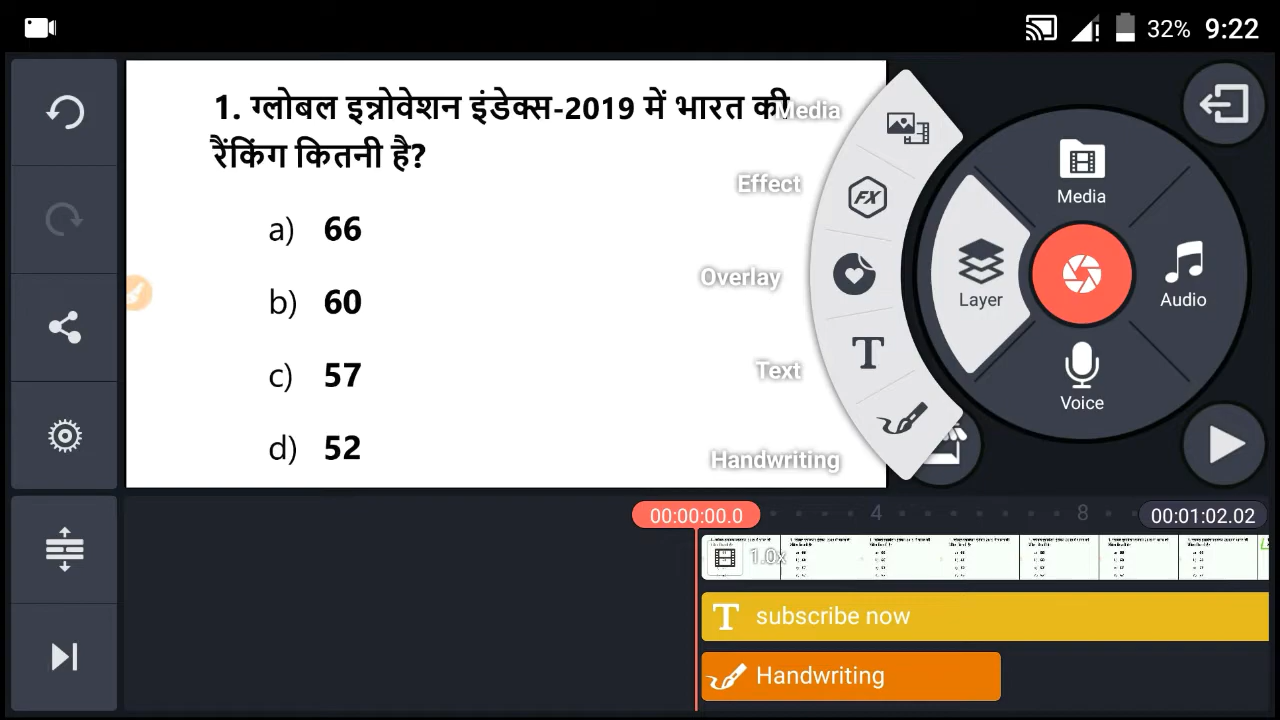 32% 9:22
1. ग्लोबल इन्नोवेशन इंडेक्स-2019 में भारत की
रैंकिंग कितनी है?
a) 66
b) 60
c) 57
d) 52
Media
Effect
Overlay
Text
Handwriting
FX
T
Media
Layer
Audio
Voice
00:00:00.0
4
8
00:01:02.02
1.0x
T subscribe now
Handwriting